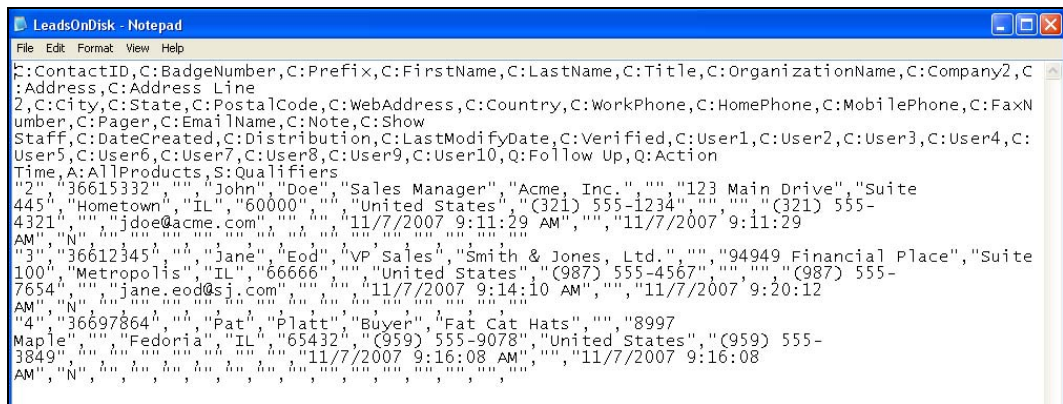 LeadsOnDisk - Notepad
File Edit Format View Help
C:ContactID,C:BadgeNumber,C:Prefix,C:FirstName,C:LastName,C:Title,C:OrganizationName,C:Company2,C
:Address,C:Address Line
2,C:City,C:State,C:PostalCode,C:WebAddress,C:Country,C:WorkPhone,C:HomePhone,C:MobilePhone,C:FaxN
umber,C:Pager,C:EmailName,C:Note,C:Show
Staff,C:DateCreated,C:Distribution,C:LastModifyDate,C:Verified,C:User1,C:User2,C:User3,C:User4,C:
User5,C:User6,C:User7,C:User8,C:User9,C:User10,Q:Follow Up,Q:Action
Time,A:AllProducts,S:Qualifiers
"2","36615332","","John","Doe","Sales Manager","Acme, Inc.","","123 Main Drive","Suite
445","Hometown","IL","60000","","United States","(321) 555-1234","","","(321) 555-
4321","","jdoe@acme.com","","","11/7/2007 9:11:29 AM","","11/7/2007 9:11:29
AM","N","","","","","","","","","","","","","",""
"3","36612345","","Jane","Eod","VP Sales","Smith & Jones, Ltd.","","94949 Financial Place","Suite
100","Metropolis","IL","66666","","United States","(987) 555-4567","","","(987) 555-
7654","","jane.eod@sj.com","","","11/7/2007 9:14:10 AM","","11/7/2007 9:20:12
AM","N","","","","","","","","","","","","","",""
"4","36697864","","Pat","Platt","Buyer","Fat Cat Hats","","8997
Maple","","Fedoria","IL","65432","(959) 555-9078","United States","(959) 555-
3849","","","","","","","11/7/2007 9:16:08 AM","","11/7/2007 9:16:08
AM","N","","","","","","","","","","","","","",""